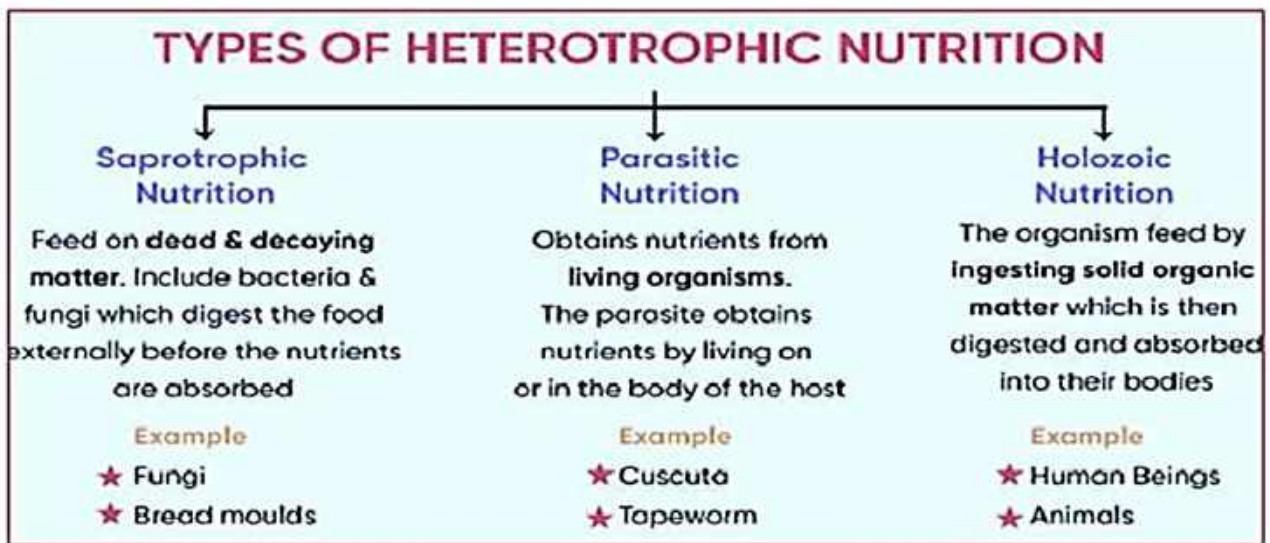 TYPES OF HETEROTROPHIC NUTRITION
Saprotrophic
Nutrition
Feed on dead & decaying
matter. Include bacteria &
fungi which digest the food
externally before the nutrients
are absorbed
Example
Fungi
Bread moulds
Parasitic
Nutrition
Obtains nutrients from
living organisms.
The parasite obtains
nutrients by living on
or in the body of the host
Example
Cuscuta
Tapeworm
Holozoic
Nutrition
The organism feed by
ingesting solid organic
matter which is then
digested and absorbed
into their bodies
Example
Human Beings
Animals